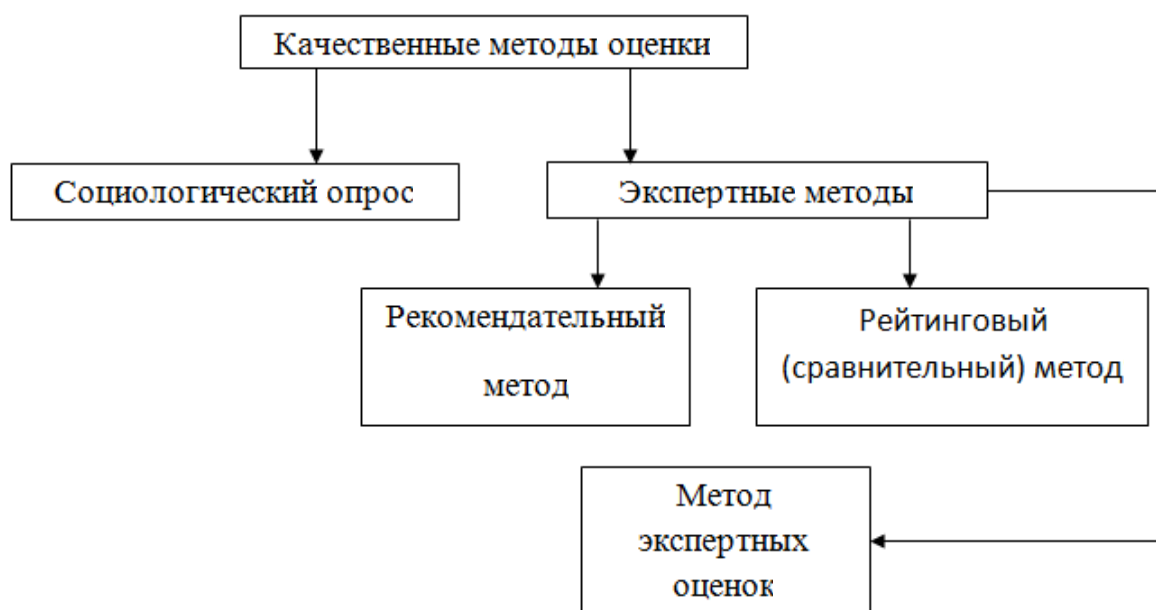 Качественные методы оценки
Социологический опрос
Экспертные методы
Рекомендательный
метод
Рейтинговый
(сравнительный) метод
Метод
экспертных
оценок